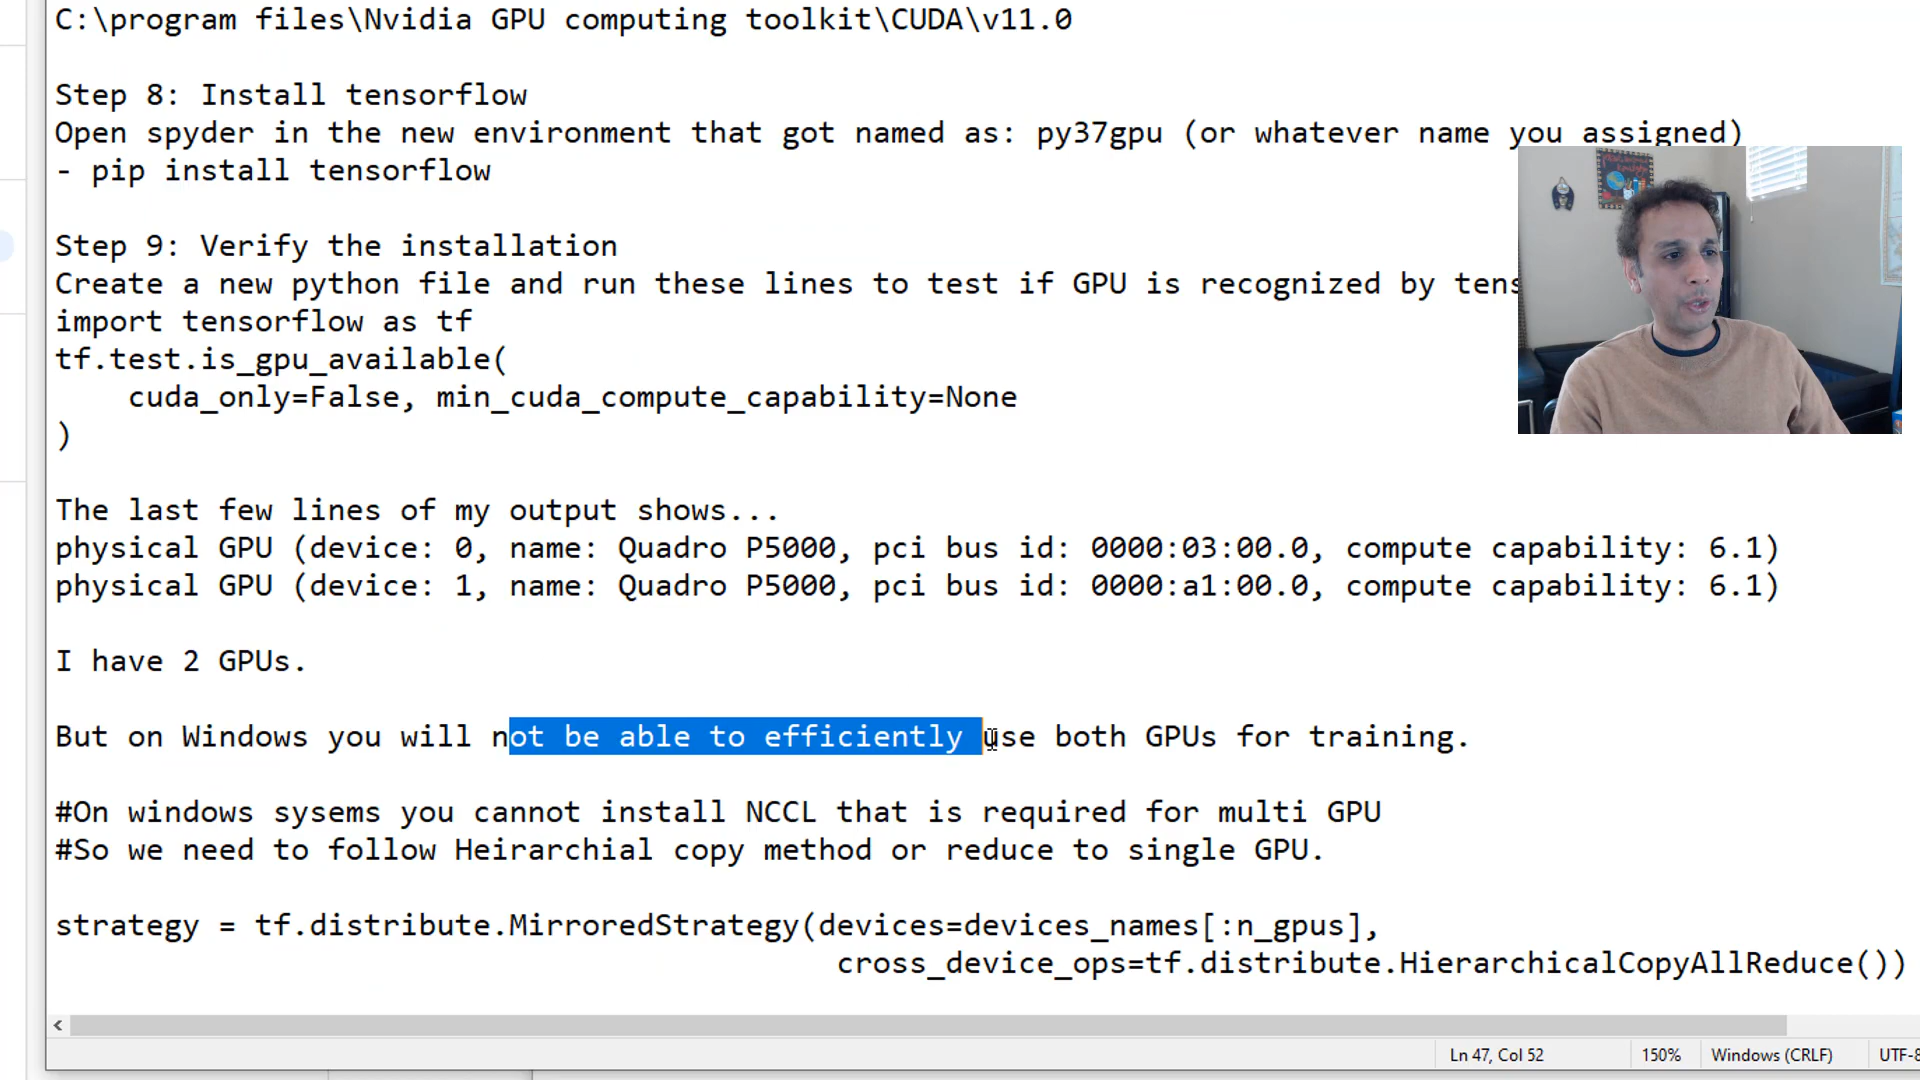 C:\program files\Nvidia GPU computing toolkit\CUDA\v11.0
Step 8: Install tensorflow
Open spyder in the new environment that got named as: py37gpu (or whatever name you assigned)
- pip install tensorflow
Step 9: Verify the installation
Create a new python file and run these lines to test if GPU is recognized by tens
import tensorflow as tf
tf.test.is_gpu_available(
cuda_only=False, min_cuda_compute_capability=None
)
The last few lines of my output shows...
physical GPU (device: 0, name: Quadro P5000, pci bus id: 0000:03:00.0, compute capability: 6.1)
physical GPU (device: 1, name: Quadro P5000, pci bus id: 0000:a1:00.0, compute capability: 6.1)
I have 2 GPUs.
But on Windows you will not be able to efficiently use both GPUs for training.
#On windows sysems you cannot install NCCL that is required for multi GPU
#So we need to follow Heirarchial copy method or reduce to single GPU.
strategy = tf.distribute.MirroredStrategy(devices=devices_names[:n_gpus],
cross_device_ops=tf.distribute.HierarchicalCopyAllReduce())
Ln 47, Col 52 150% Windows (CRLF) UTF-8